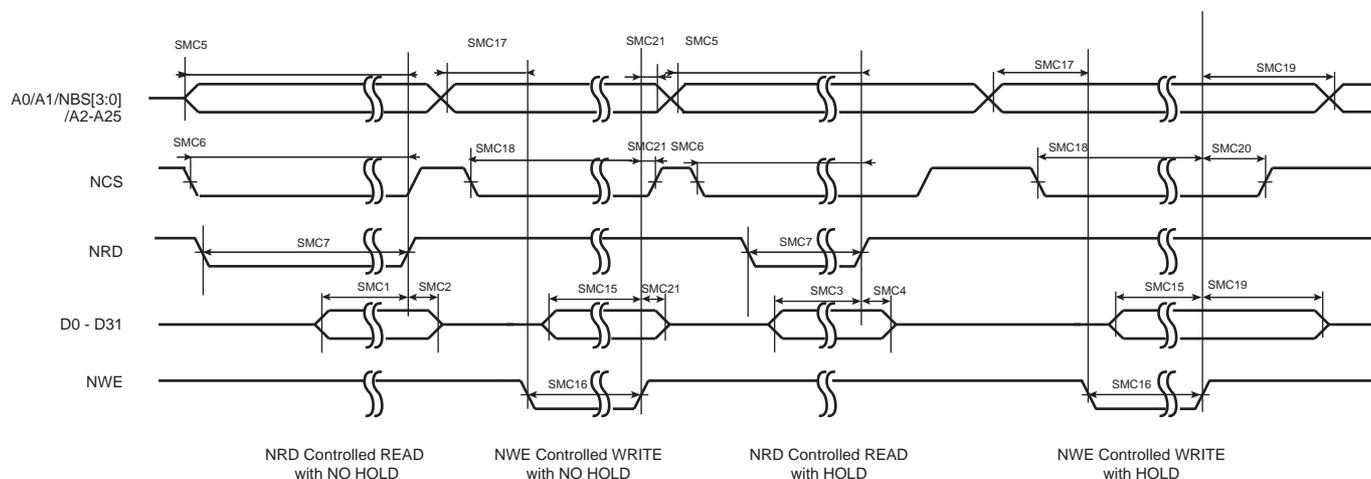 SMC5
SMC17
SMC21
SMC5
SMC17
SMC19
A0/A1/NBS[3:0]
/A2-A25
SMC6
SMC18
SMC21
SMC6
SMC18
SMC20
NCS
SMC7
SMC7
NRD
SMC1
SMC2
SMC15
SMC21
SMC3
SMC4
SMC15
SMC19
D0 - D31
NWE
SMC16
SMC16
NRD Controlled READ
with NO HOLD
NWE Controlled WRITE
with NO HOLD
NRD Controlled READ
with HOLD
NWE Controlled WRITE
with HOLD